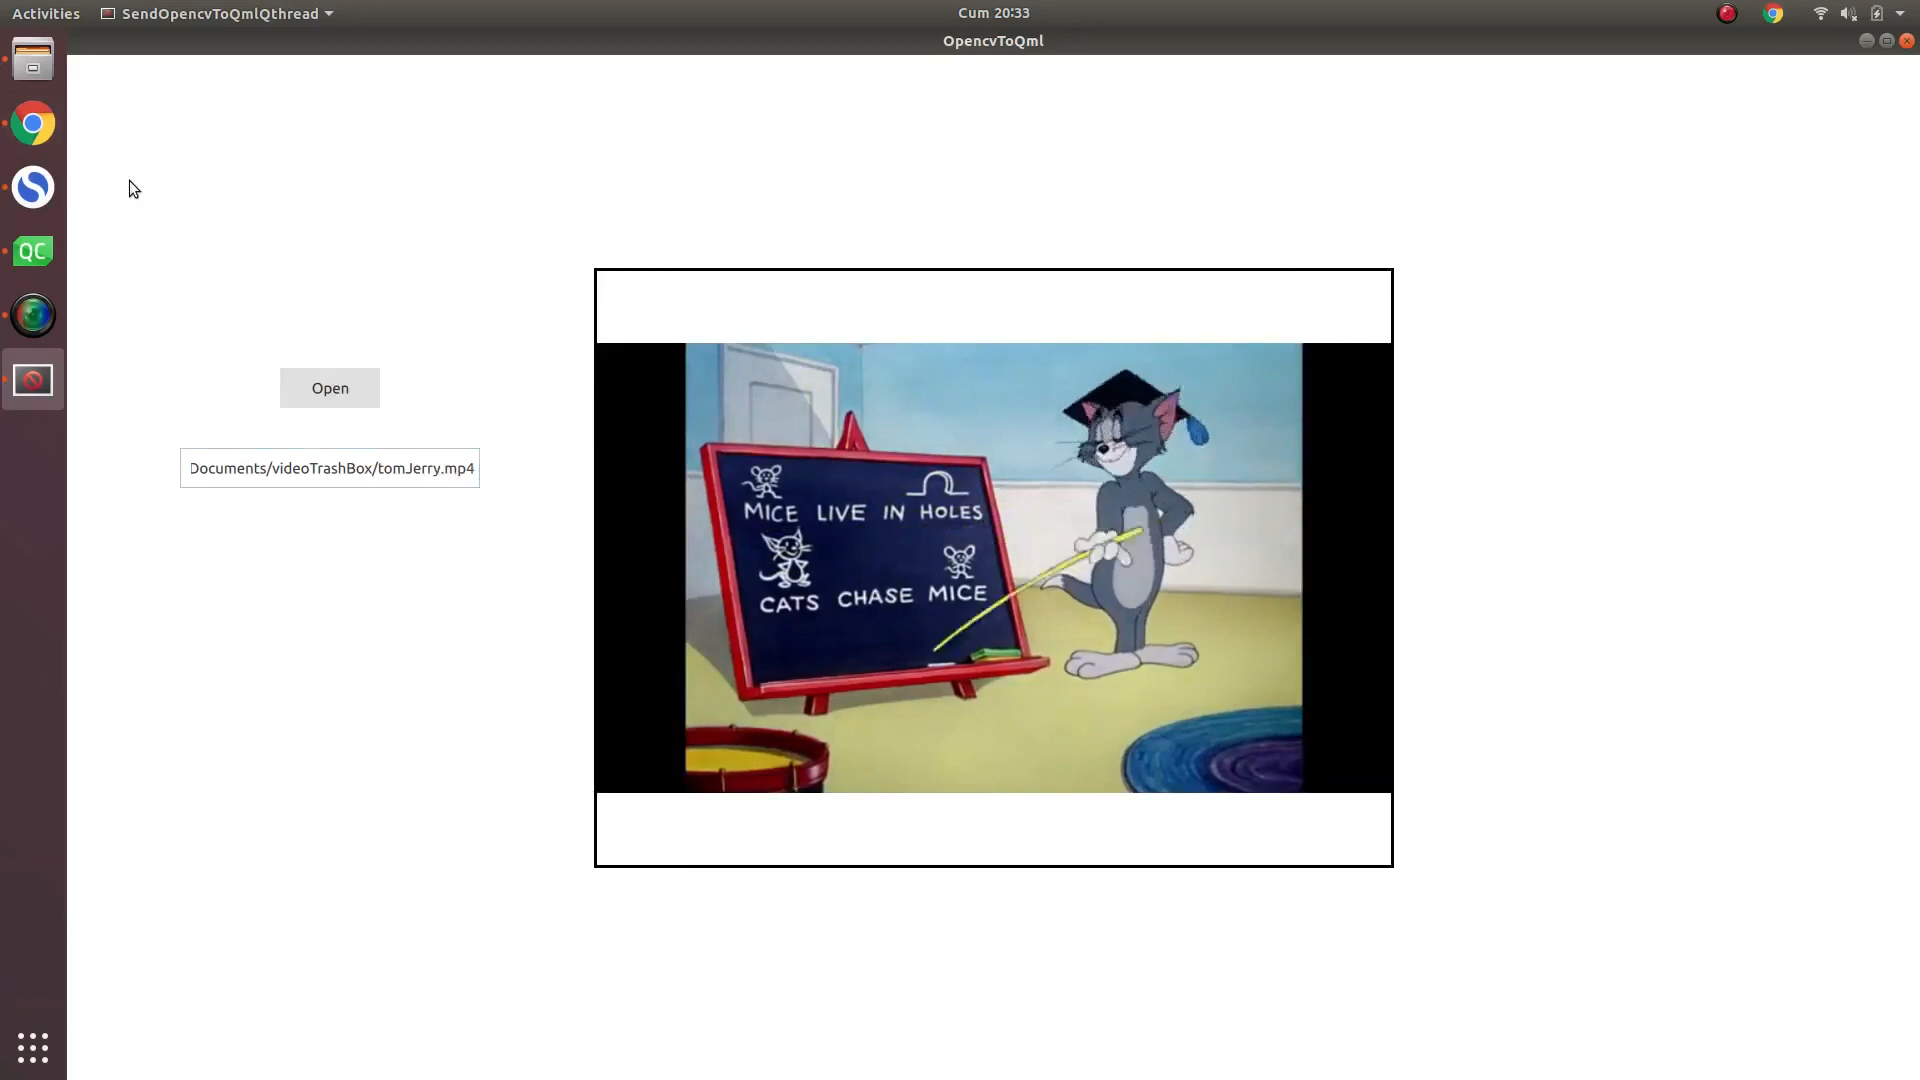 Activities SendOpencvToQmlQthread Cum 20:33
OpencvToQml
QC
Open
Documents/videoTrashBox/tomJerry.mp4
MICE LIVE IN HOLES
CATS CHASE MICE